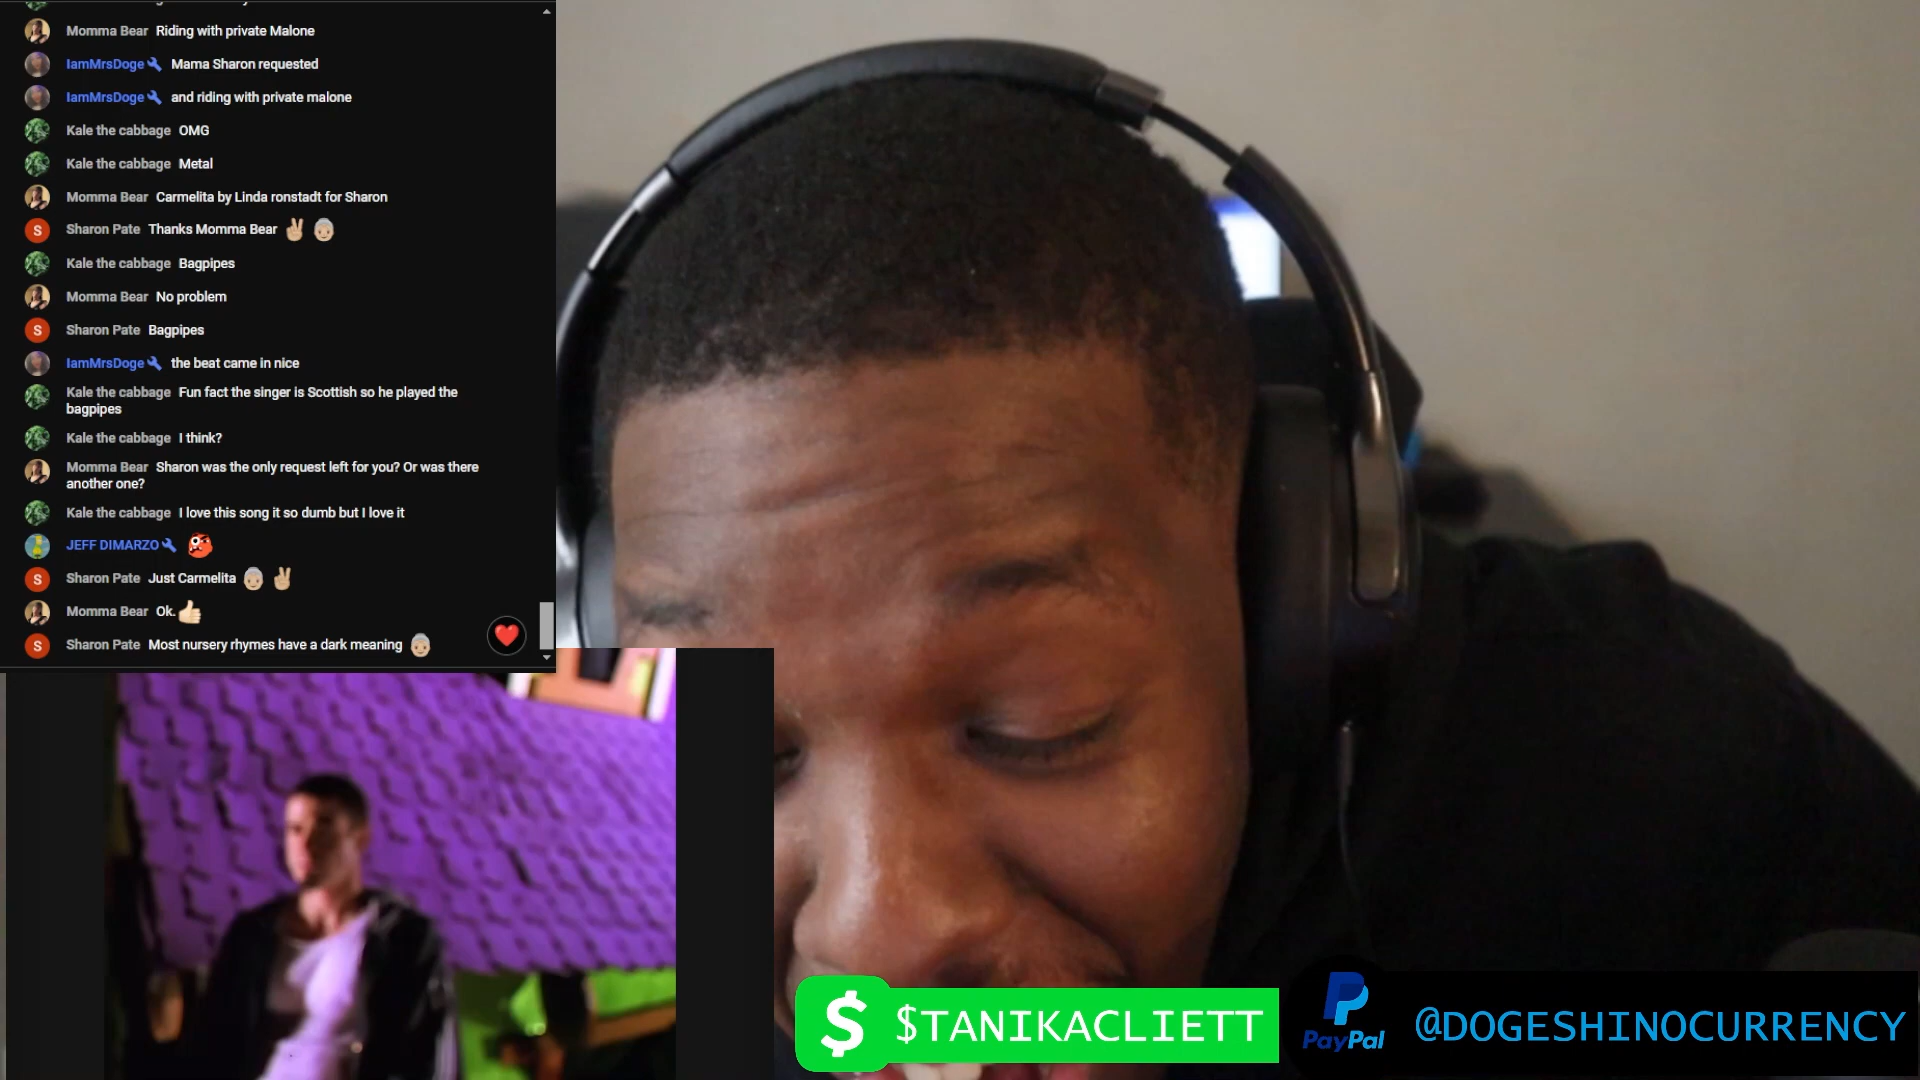 Momma Bear Riding with private Malone
IamMrsDoge Mama Sharon requested
IamMrsDoge and riding with private malone
Kale the cabbage OMG
Kale the cabbage Metal
Momma Bear Carmelita by Linda ronstadt for Sharon
S Sharon Pate Thanks Momma Bear
Kale the cabbage Bagpipes
Momma Bear No problem
S Sharon Pate Bagpipes
IamMrsDoge the beat came in nice
Kale the cabbage Fun fact the singer is Scottish so he played the
bagpipes
Kale the cabbage I think?
Momma Bear Sharon was the only request left for you? Or was there
another one?
Kale the cabbage I love this song it so dumb but I love it
JEFF DIMARZO
S Sharon Pate Just Carmelita
Momma Bear Ok.
S Sharon Pate Most nursery rhymes have a dark meaning
$ $TANIKACLIETT
PayPal @DOGESHINOCURRENCY